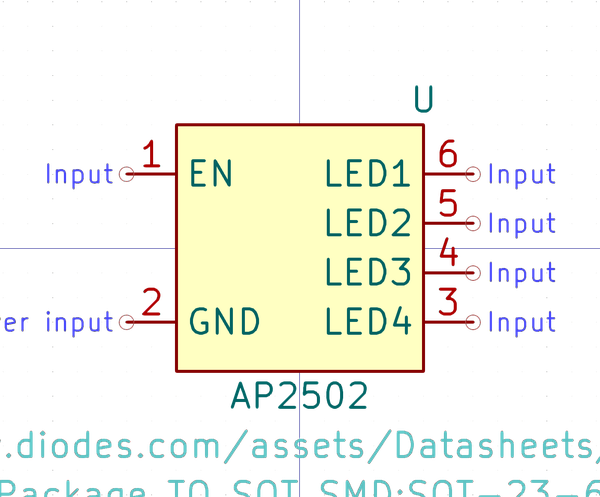 U
1 6
Input EN LED1 Input
5
LED2 Input
4
LED3 Input
2 3
input GND LED4 Input
AP2502
.diodes.com/assets/Datasheets/
Package_TO_SOT_SMD:SOT-23-6